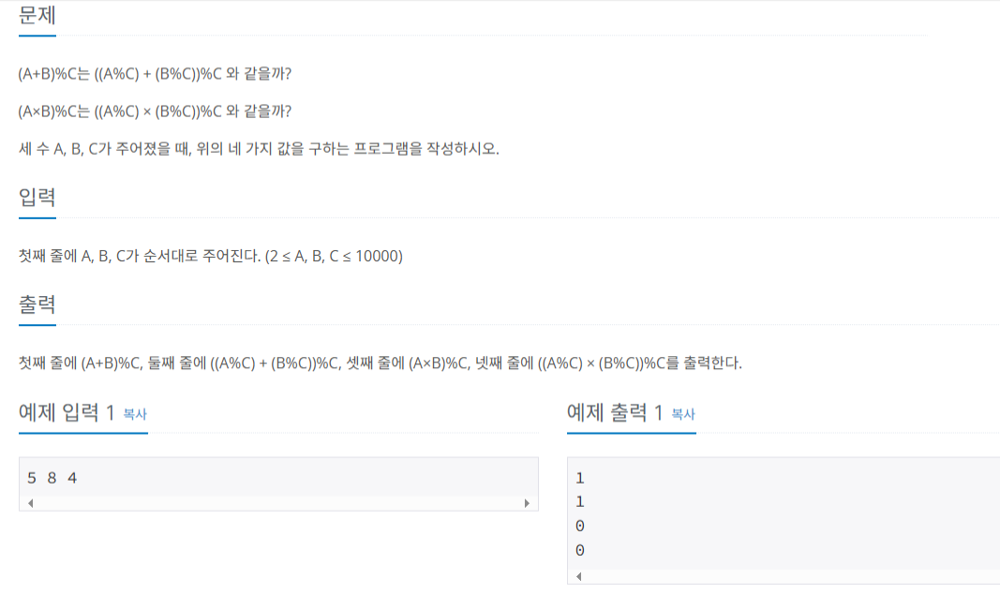 문제
(A+B)%C는 ((A%C) + (B%C))%C 와 같을까?
(A×B)%C는 ((A%C) × (B%C))%C 와 같을까?
세 수 A, B, C가 주어졌을 때, 위의 네 가지 값을 구하는 프로그램을 작성하시오.
입력
첫째 줄에 A, B, C가 순서대로 주어진다. (2 ≤ A, B, C ≤ 10000)
출력
첫째 줄에 (A+B)%C, 둘째 줄에 ((A%C) + (B%C))%C, 셋째 줄에 (A×B)%C, 넷째 줄에 ((A%C) × (B%C))%C를 출력한다.
예제 입력 1 복사
5 8 4
예제 출력 1 복사
1
1
0
0